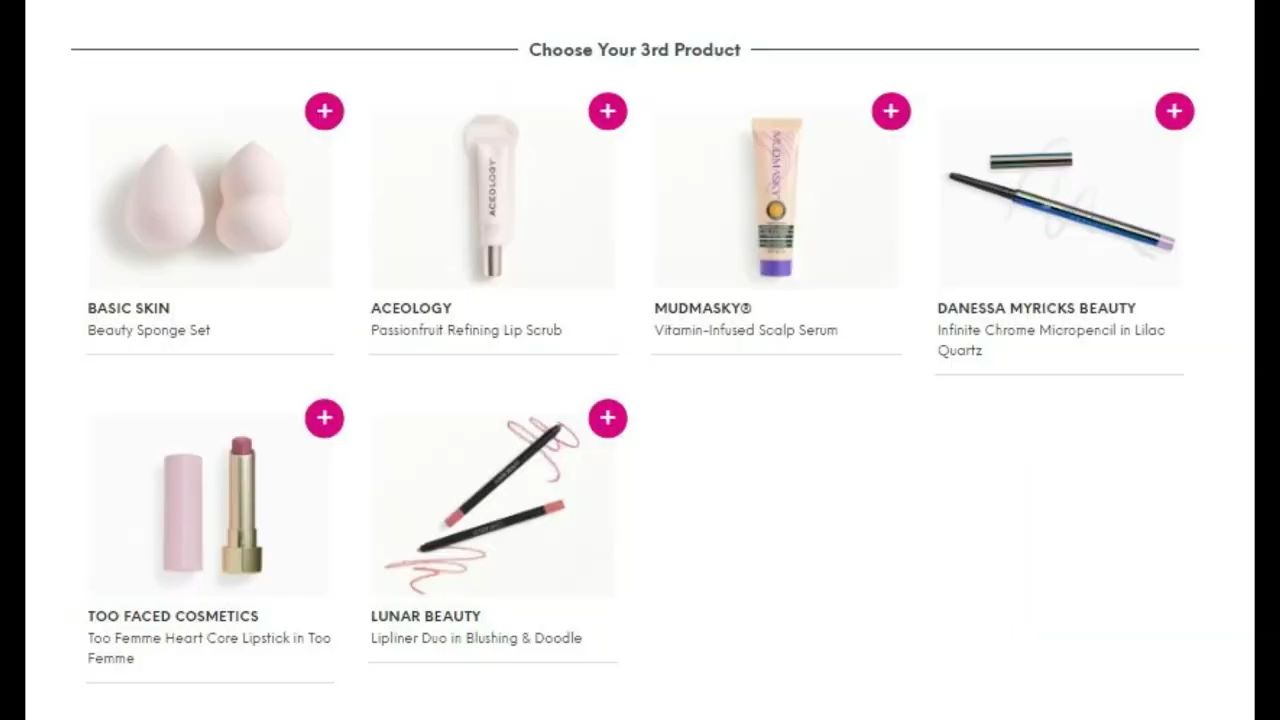 Choose Your 3rd Product
+ + + +
ACEOLOGY
MUDMASKY
BASIC SKIN
Beauty Sponge Set
ACEOLOGY
Passionfruit Refining Lip Scrub
MUDMASKY®
Vitamin-Infused Scalp Serum
DANESSA MYRICKS BEAUTY
Infinite Chrome Micropencil in Lilac
Quartz
+ +
TOO FACED COSMETICS
Too Femme Heart Core Lipstick in Too
Femme
LUNAR BEAUTY
Lipliner Duo in Blushing & Doodle